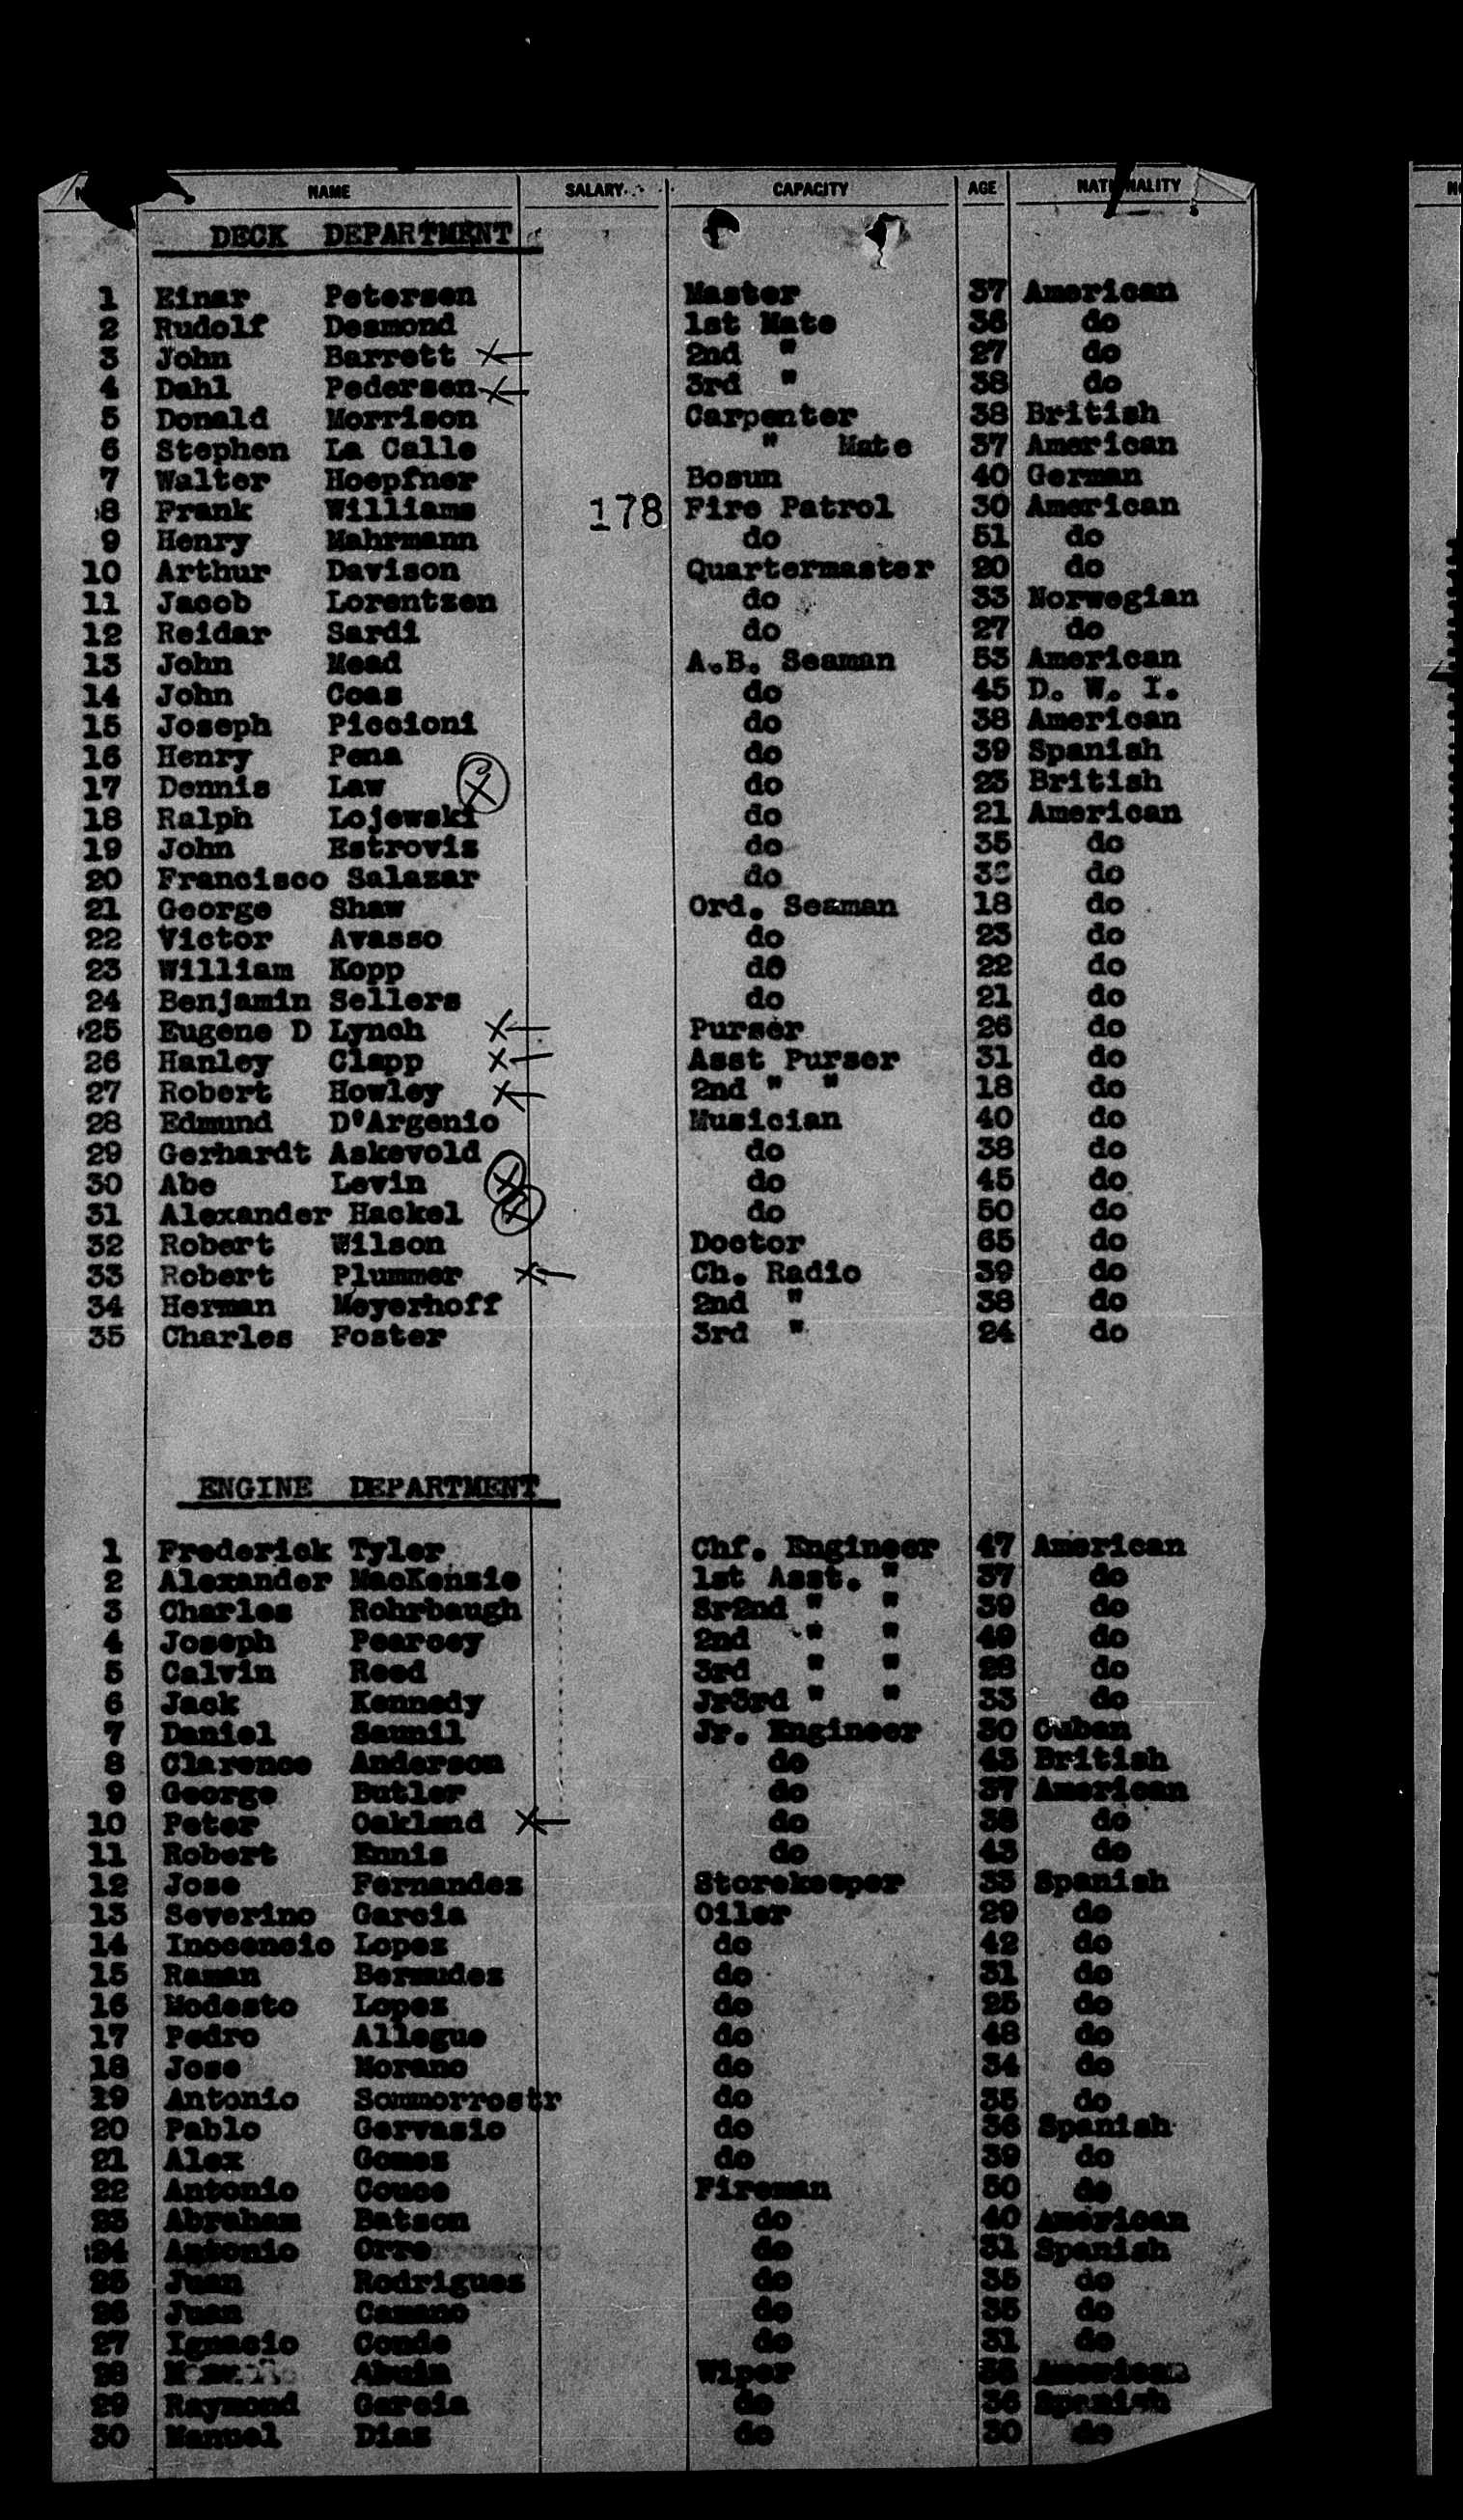 NAME SALARY CAPACITY AGE NATIONALITY
DECK DEPARTMENT
1 Einar Petersen Master 37 American
2 Rudolf Desmond 1st Mate 36 do
3 John Barrett X 2nd " 27 do
4 Dahl Pedersen X 3rd " 38 do
5 Donald Morrison Carpenter 38 British
6 Stephen La Calle " Mate 37 American
7 Walter Hoepfner Bosun 40 German
8 Frank Williams 178 Fire Patrol 30 American
9 Henry Mahrmann do 51 do
10 Arthur Davison Quartermaster 20 do
11 Jacob Lorentzen do 33 Norwegian
12 Reidar Sardi do 27 do
13 John Mead A.B. Seaman 53 American
14 John Coas do 45 D. W. I.
15 Joseph Piccioni do 38 American
16 Henry Pena do 39 Spanish
17 Dennis Law X do 23 British
18 Ralph Lojewski do 21 American
19 John Estrovis do 35 do
20 Francisco Salazar do do
21 George Shaw Ord. Seaman 18 do
22 Victor Avasso do 23 do
23 William Kopp do 22 do
24 Benjamin Sellers do 21 do
25 Eugene D Lynch X Purser 26 do
26 Hanley Clapp X Asst Purser 31 do
27 Robert Howley X 2nd " " 18 do
28 Edmund D'Argenio Musician 40 do
29 Gerhardt Askevold do 38 do
30 Abe Levin X do 45 do
31 Alexander Hackel X do 50 do
32 Robert Wilson Doctor 65 do
33 Robert Plummer X Ch. Radio 39 do
34 Herman Meyerhoff 2nd " 38 do
35 Charles Foster 3rd " 24 do
ENGINE DEPARTMENT
1 Frederick Tyler Chf. Engineer 47 American
2 Alexander MacKenzie 1st Asst. " 37 do
3 Charles Rohrbaugh Sr2nd " " 39 do
4 Joseph Pearcey 2nd " " 49 do
5 Calvin Reed 3rd " " 28 do
6 Jack Kennedy Jr3rd " " 33 do
7 Daniel Saumil Jr. Engineer 30 Cuban
8 Clarence Anderson do 43 British
9 George Butler do 37 American
10 Peter Oakland X do 38 do
11 Robert Ennis do 43 do
12 Jose Fernandez Storekeeper 33 Spanish
13 Severino Garcia Oiler 29 do
14 Inocencio Lopez do 42 do
15 Raman Bermudez do 31 do
16 Modesto Lopez do 25 do
17 Pedro Allegue do 48 do
18 Jose Morano do 34 do
19 Antonio Sommorrostr do 35 do
20 Pablo Gervasio do 36 Spanish
21 Alex Gomez do 39 do
22 Antonio Couce Fireman 50 do
23 Abraham Batson do 40 American
24 Antonio Orro do 31 Spanish
25 Juan Rodriguez do 35 do
26 Juan Camano do 35 do
27 Ignacio Conde do 31 do
28 Abuin Wiper American
29 Raymond Garcia do 36 Spanish
30 Manuel Diaz do 30 do